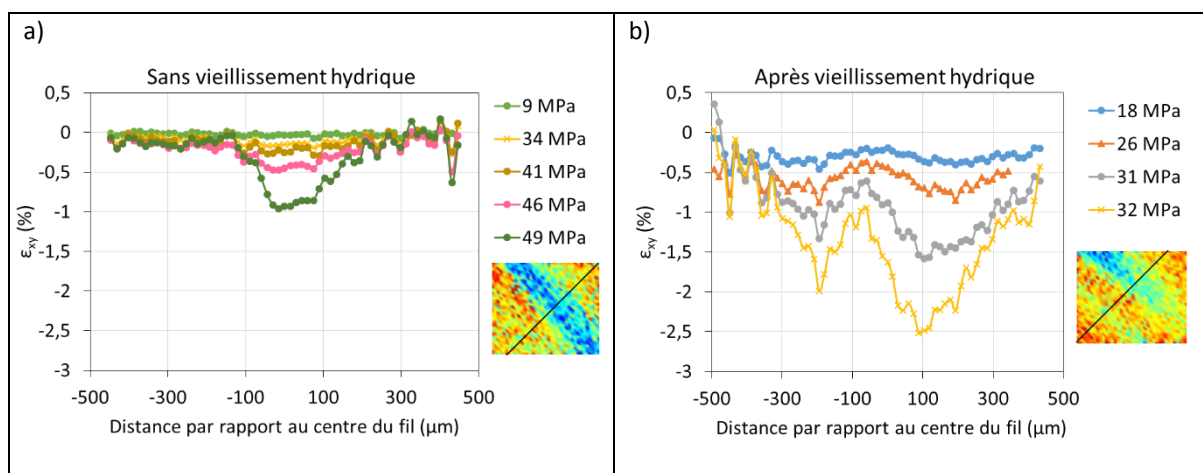 a)
Sans vieillissement hydrique
0,5
0
-0,5
-1
-1,5
-2
-2,5
-3
-500
-300
-100
100
300
500
εxy (%)
Distance par rapport au centre du fil (µm)
9 MPa
34 MPa
41 MPa
46 MPa
49 MPa
b)
Après vieillissement hydrique
0,5
0
-0,5
-1
-1,5
-2
-2,5
-3
-500
-300
-100
100
300
500
εxy (%)
Distance par rapport au centre du fil (µm)
18 MPa
26 MPa
31 MPa
32 MPa